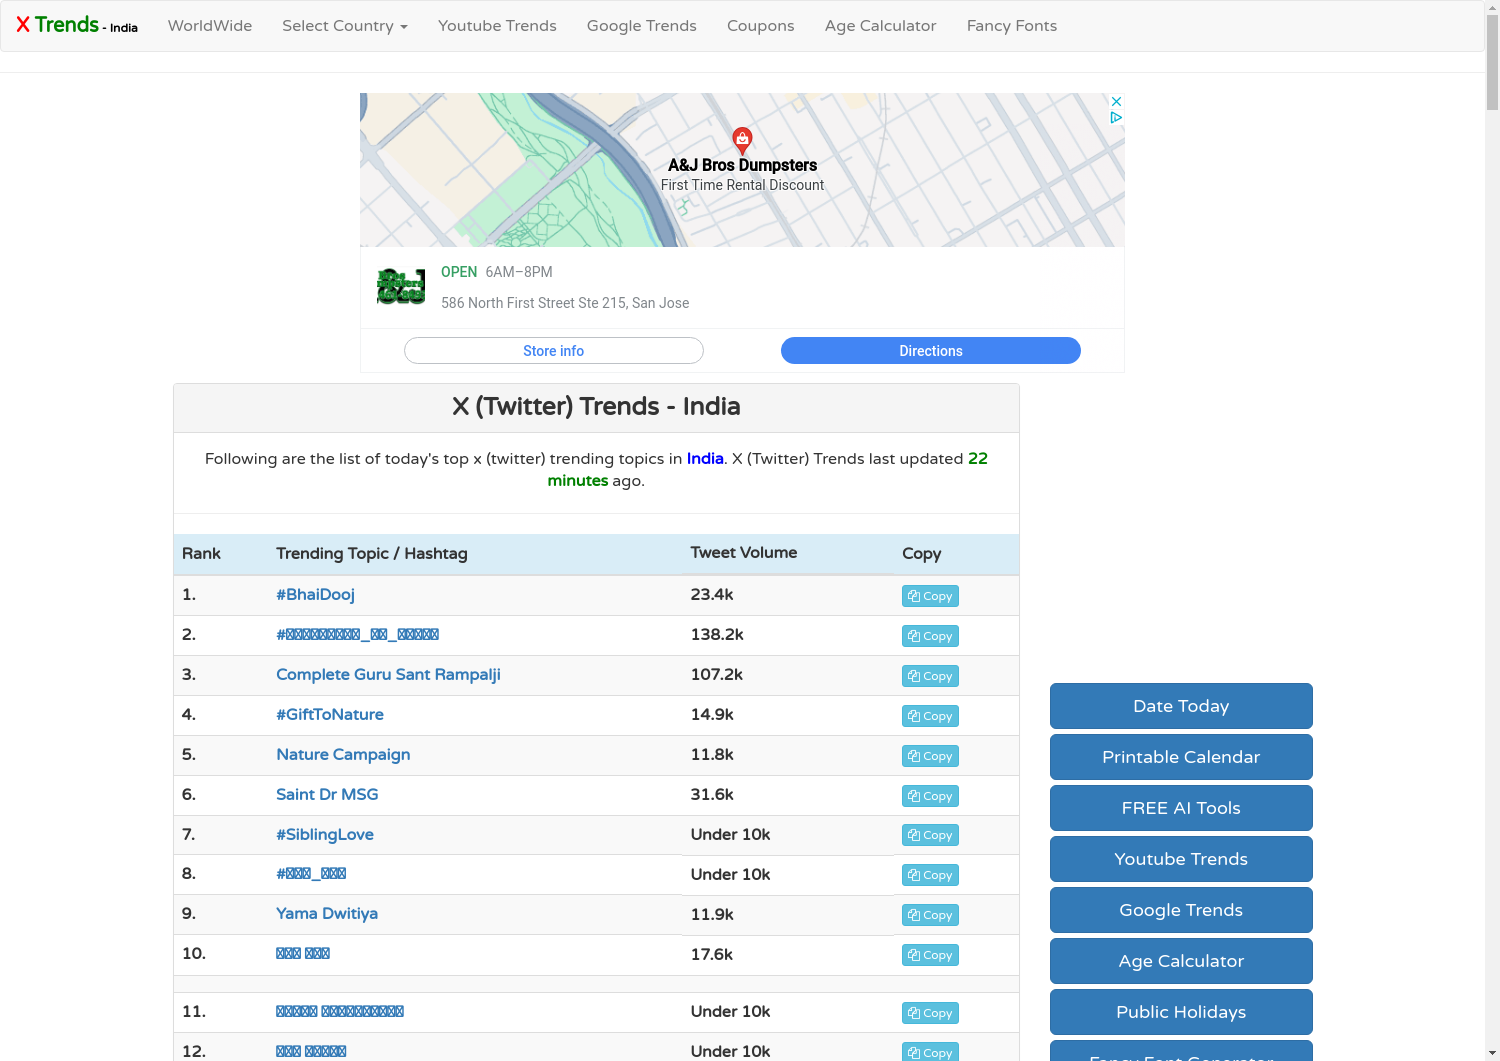 X Trends - India
WorldWide
Select Country
Youtube Trends
Google Trends
Coupons
Age Calculator
Fancy Fonts
A&J Bros Dumpsters
First Time Rental Discount
OPEN 6AM–8PM
586 North First Street Ste 215, San Jose
Store info
Directions
X (Twitter) Trends - India
Following are the list of today's top x (twitter) trending topics in India. X (Twitter) Trends last updated 22
minutes ago.
Rank Trending Topic / Hashtag Tweet Volume Copy
1. #BhaiDooj 23.4k Copy
2. 138.2k Copy
3. Complete Guru Sant Rampalji 107.2k Copy
4. #GiftToNature 14.9k Copy
5. Nature Campaign 11.8k Copy
6. Saint Dr MSG 31.6k Copy
7. #SiblingLove Under 10k Copy
8. Under 10k Copy
9. Yama Dwitiya 11.9k Copy
10. 17.6k Copy
11. Under 10k Copy
12. Under 10k Copy
Date Today
Printable Calendar
FREE AI Tools
Youtube Trends
Google Trends
Age Calculator
Public Holidays
Fancy Font Generator